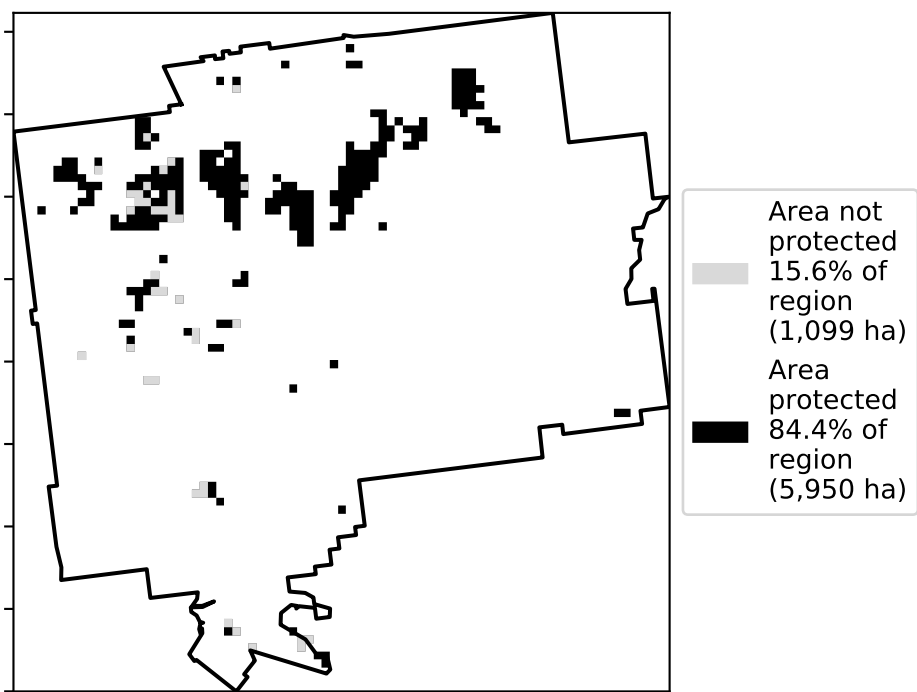 Area not
protected
15.6% of
region
(1,099 ha)
Area
protected
84.4% of
region
(5,950 ha)